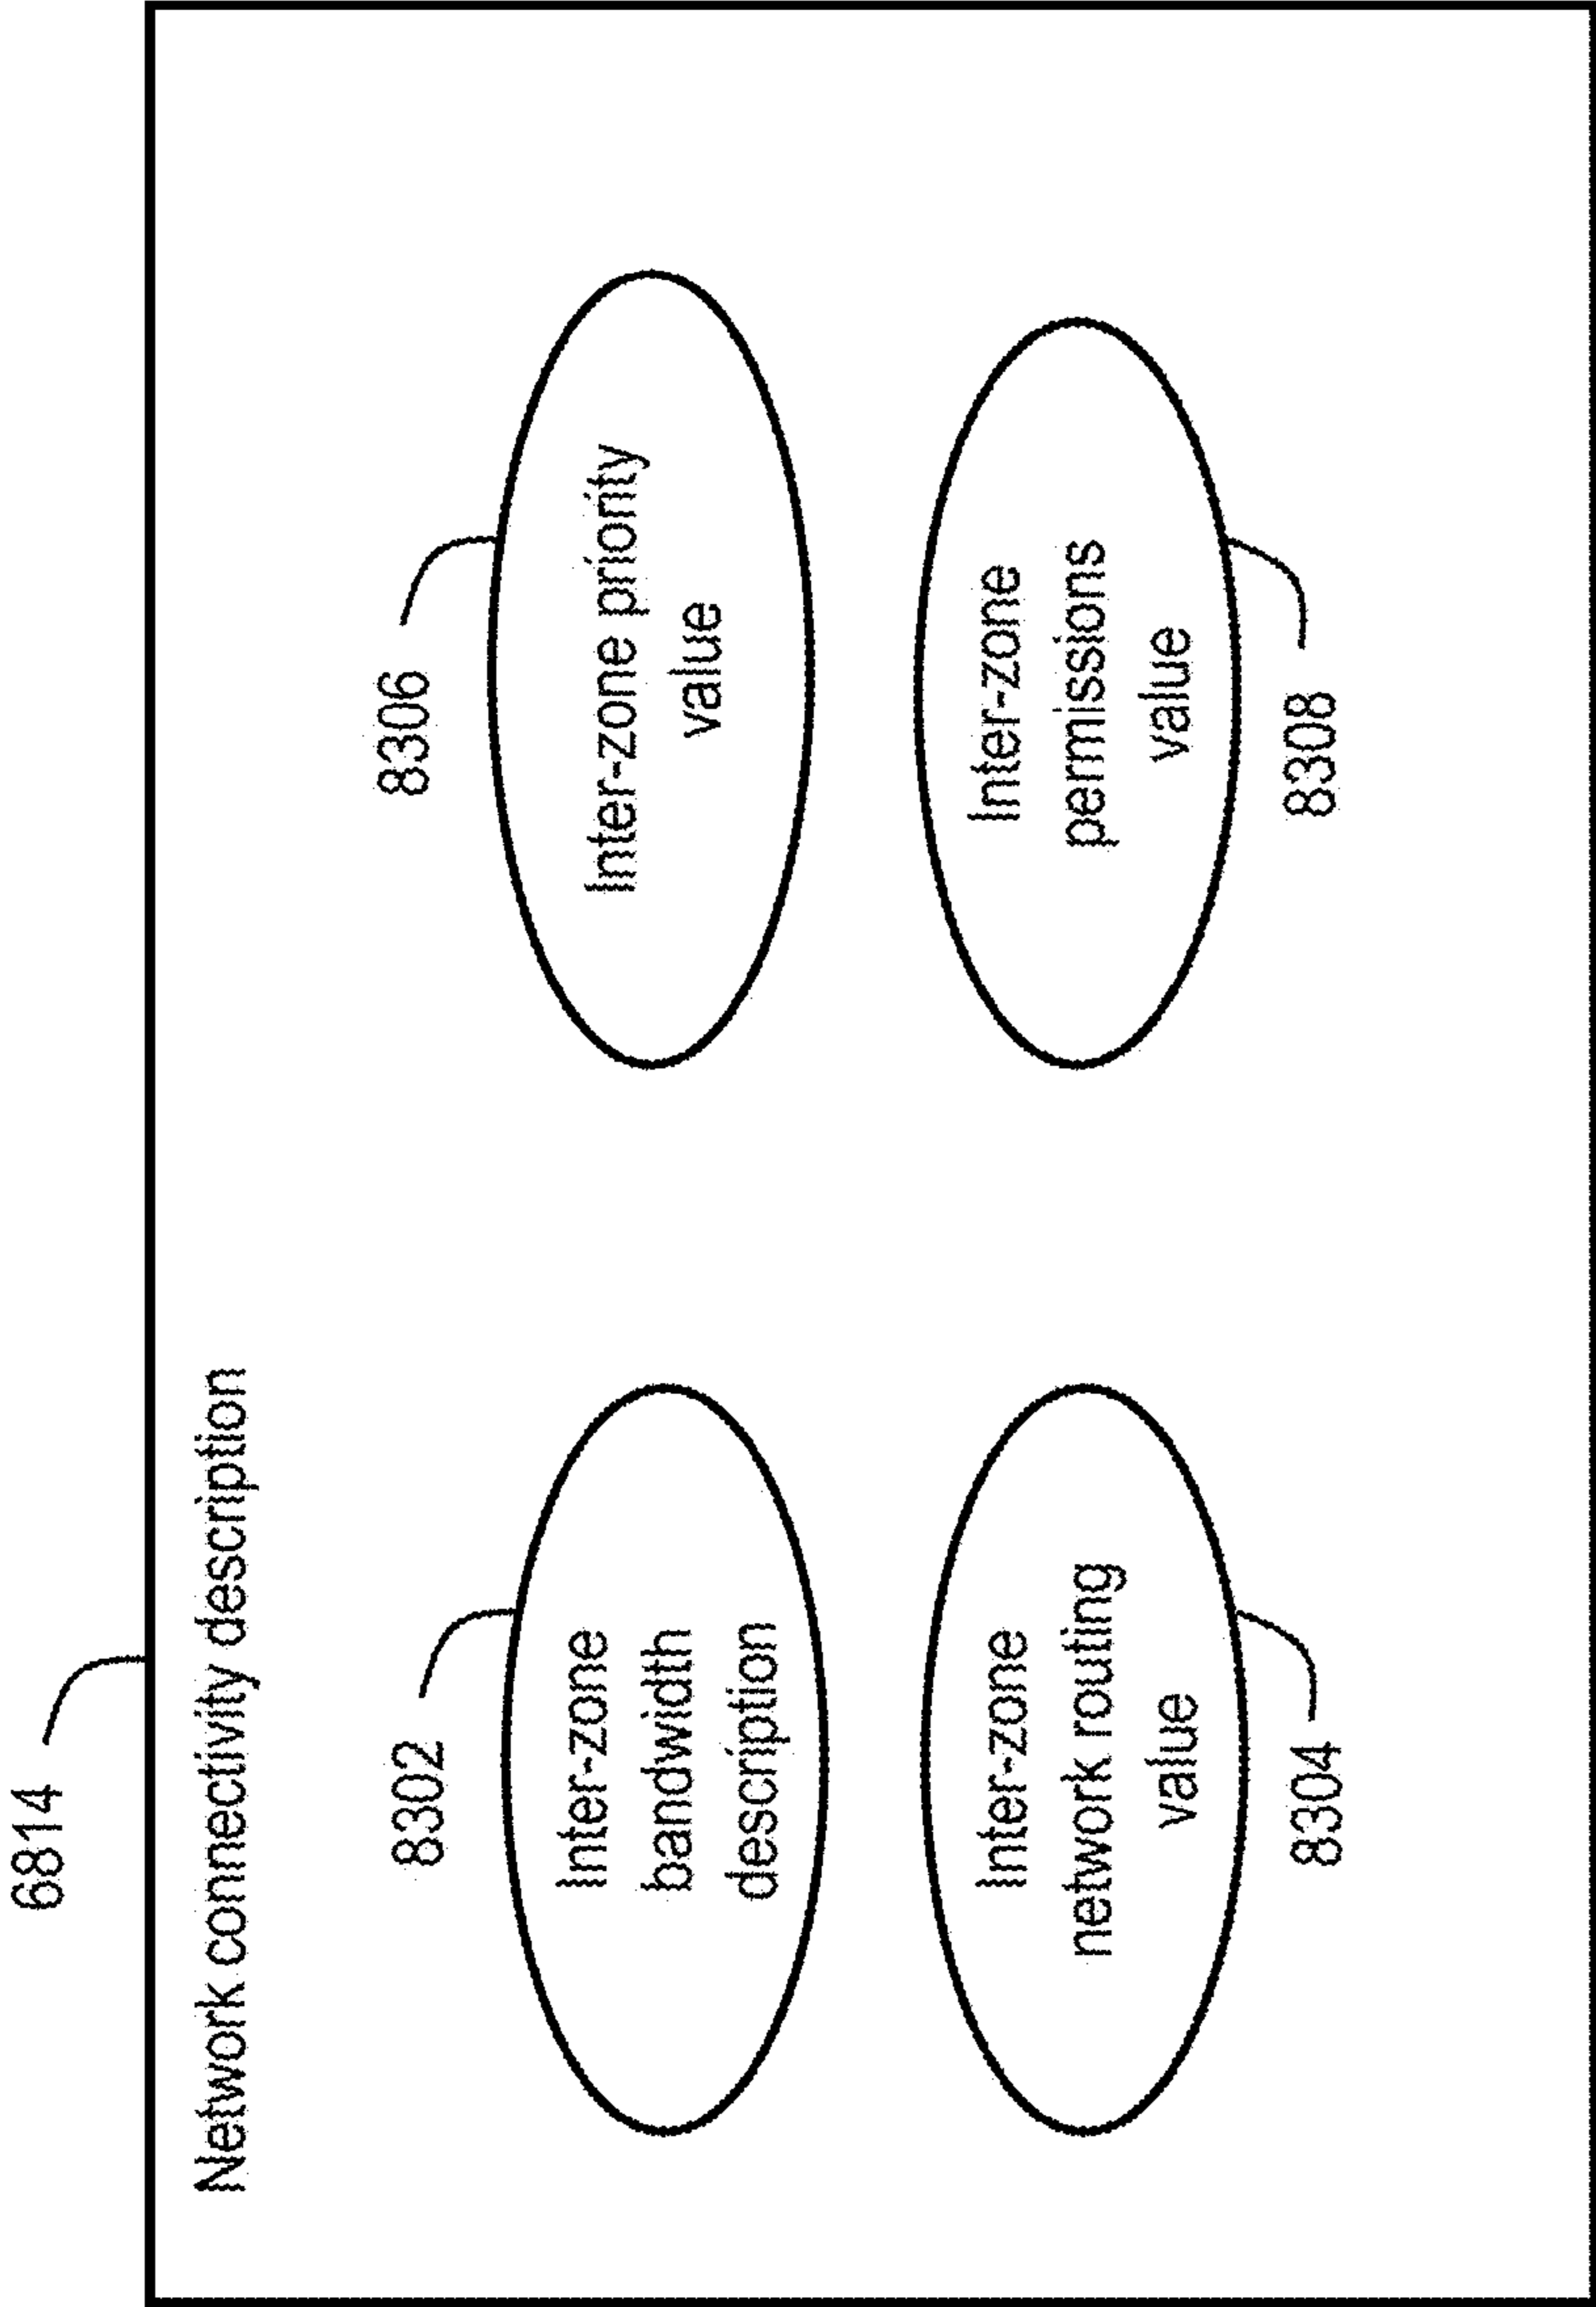 6814
Network connectivity description
8302
Inter-zone
bandwidth
description
8306
Inter-zone priority
value
Inter-zone
network routing
value
8304
Inter-zone
permissions
value
8308